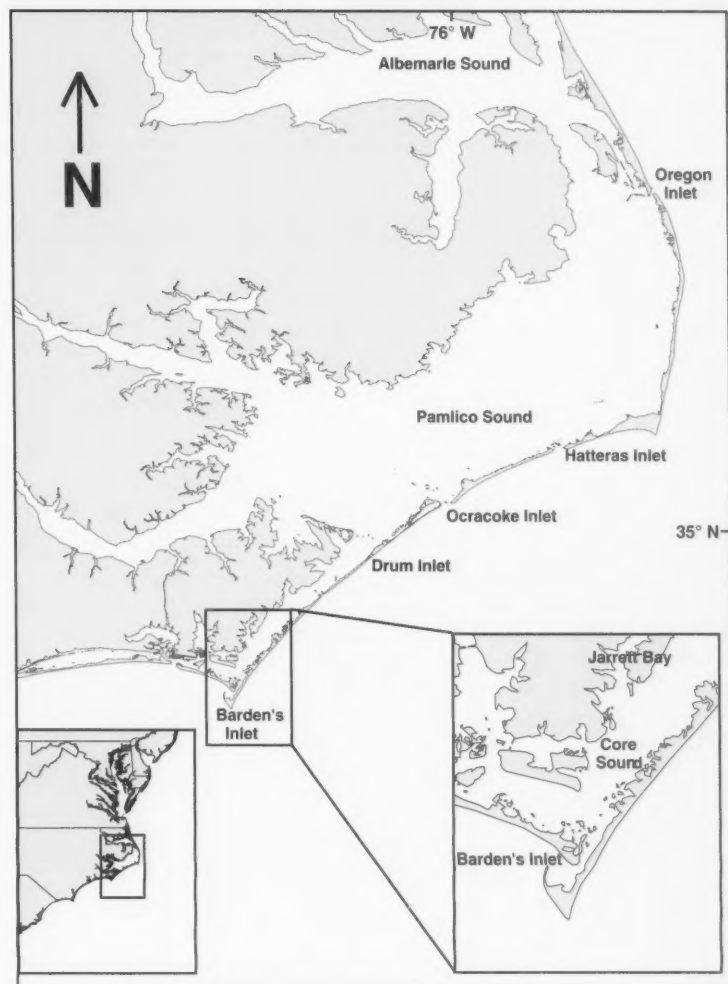 76° W
Albemarle Sound
N
Oregon
Inlet
Pamlico Sound
Hatteras Inlet
Ocracoke Inlet
35° N
Drum Inlet
Barden's
Inlet
Jarrett Bay
Core
Sound
Barden's Inlet